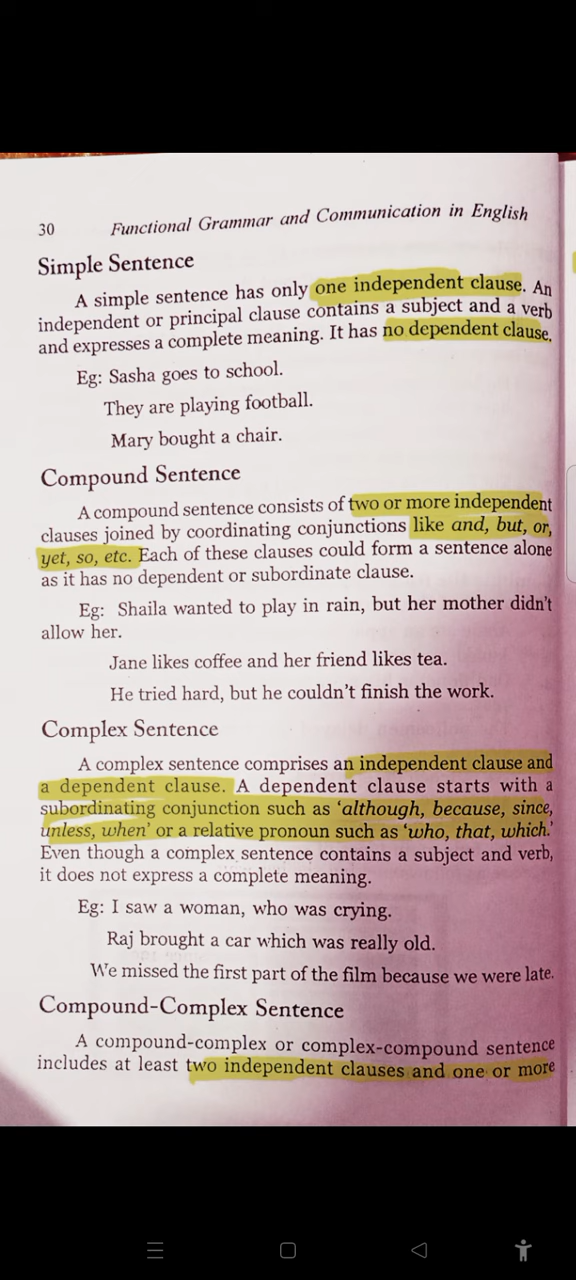 30 Functional Grammar and Communication in English
Simple Sentence
A simple sentence has only one independent clause. An
independent or principal clause contains a subject and a verb
and expresses a complete meaning. It has no dependent clause.
Eg: Sasha goes to school.
They are playing football.
Mary bought a chair.
Compound Sentence
A compound sentence consists of two or more independent
clauses joined by coordinating conjunctions like and, but, or,
yet, so, etc. Each of these clauses could form a sentence alone
as it has no dependent or subordinate clause.
Eg: Shaila wanted to play in rain, but her mother didn't
allow her.
Jane likes coffee and her friend likes tea.
He tried hard, but he couldn't finish the work.
Complex Sentence
A complex sentence comprises an independent clause and
a dependent clause. A dependent clause starts with a
subordinating conjunction such as 'although, because, since,
unless, when' or a relative pronoun such as 'who, that, which.'
Even though a complex sentence contains a subject and verb,
it does not express a complete meaning.
Eg: I saw a woman, who was crying.
Raj brought a car which was really old.
We missed the first part of the film because we were late.
Compound-Complex Sentence
A compound-complex or complex-compound sentence
includes at least two independent clauses and one or more